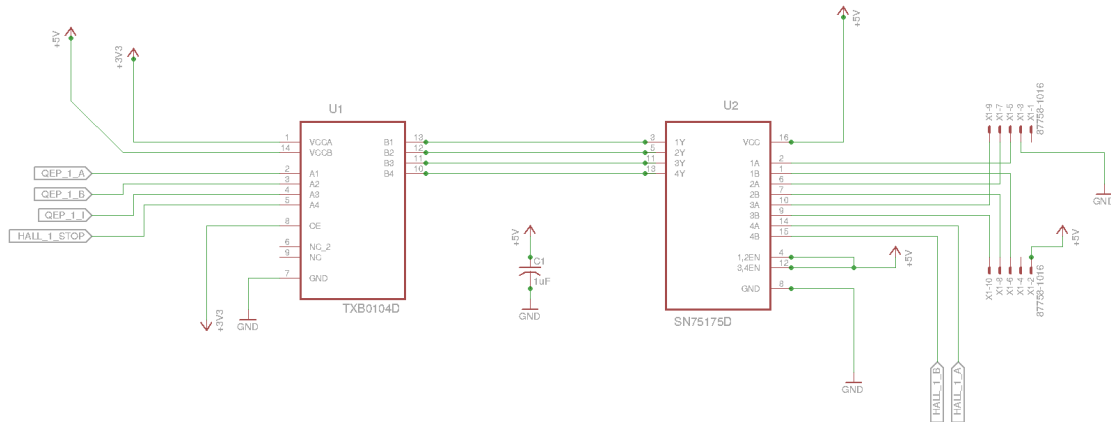 +5V
+3V3
U1
1 VCCA B1 13
14 VCCB B2 12
B3 11
B4 10
QEP_1_A 2 A1
QEP_1_B 3 A2
QEP_1_I 4 A3
HALL_1_STOP 5 A4
8 OE
6 NC_2
9 NC
7 GND
TXB0104D
+3V3
GND
+5V
C1
1uF
GND
+5V
U2
3 1Y VCC 16
5 2Y
11 3Y 1A 2
13 4Y 1B 1
2A 6
2B 7
3A 10
3B 9
4A 14
4B 15
1,2EN 4
3,4EN 12
GND 8
SN75175D
+5V
GND
HALL_1_B
HALL_1_A
X1-9
X1-7
X1-5
X1-3
X1-1
87758-1016
GND
+5V
X1-10
X1-8
X1-6
X1-4
X1-2
87758-1016